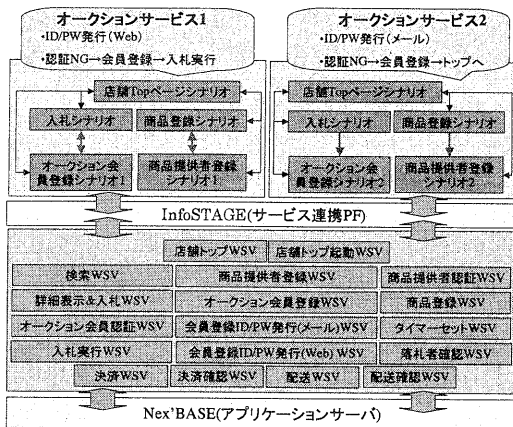 オークションサービス1
・ID/PW発行(Web)
・認証NG→会員登録→入札実行
オークションサービス2
・ID/PW発行(メール)
・認証NG→会員登録→トップへ
店舗Topページシナリオ
入札シナリオ
商品登録シナリオ
オークション会
員登録シナリオ1
商品提供者登録
シナリオ1
店舗Topページシナリオ
入札シナリオ
商品登録シナリオ
オークション会
員登録シナリオ2
商品提供者登録
シナリオ2
InfoSTAGE(サービス連携PF)
店舗トップWSV
店舗トップ起動WSV
検索WSV
商品提供者登録WSV
商品提供者認証WSV
詳細表示&入札WSV
オークション会員登録WSV
商品登録WSV
オークション会員認証WSV
会員登録ID/PW発行(メール)WSV
タイマーセットWSV
入札実行WSV
会員登録ID/PW発行(Web) WSV
落札者確認WSV
決済WSV
決済確認WSV
配送WSV
配送確認WSV
Nex'BASE(アプリケーションサーバ)